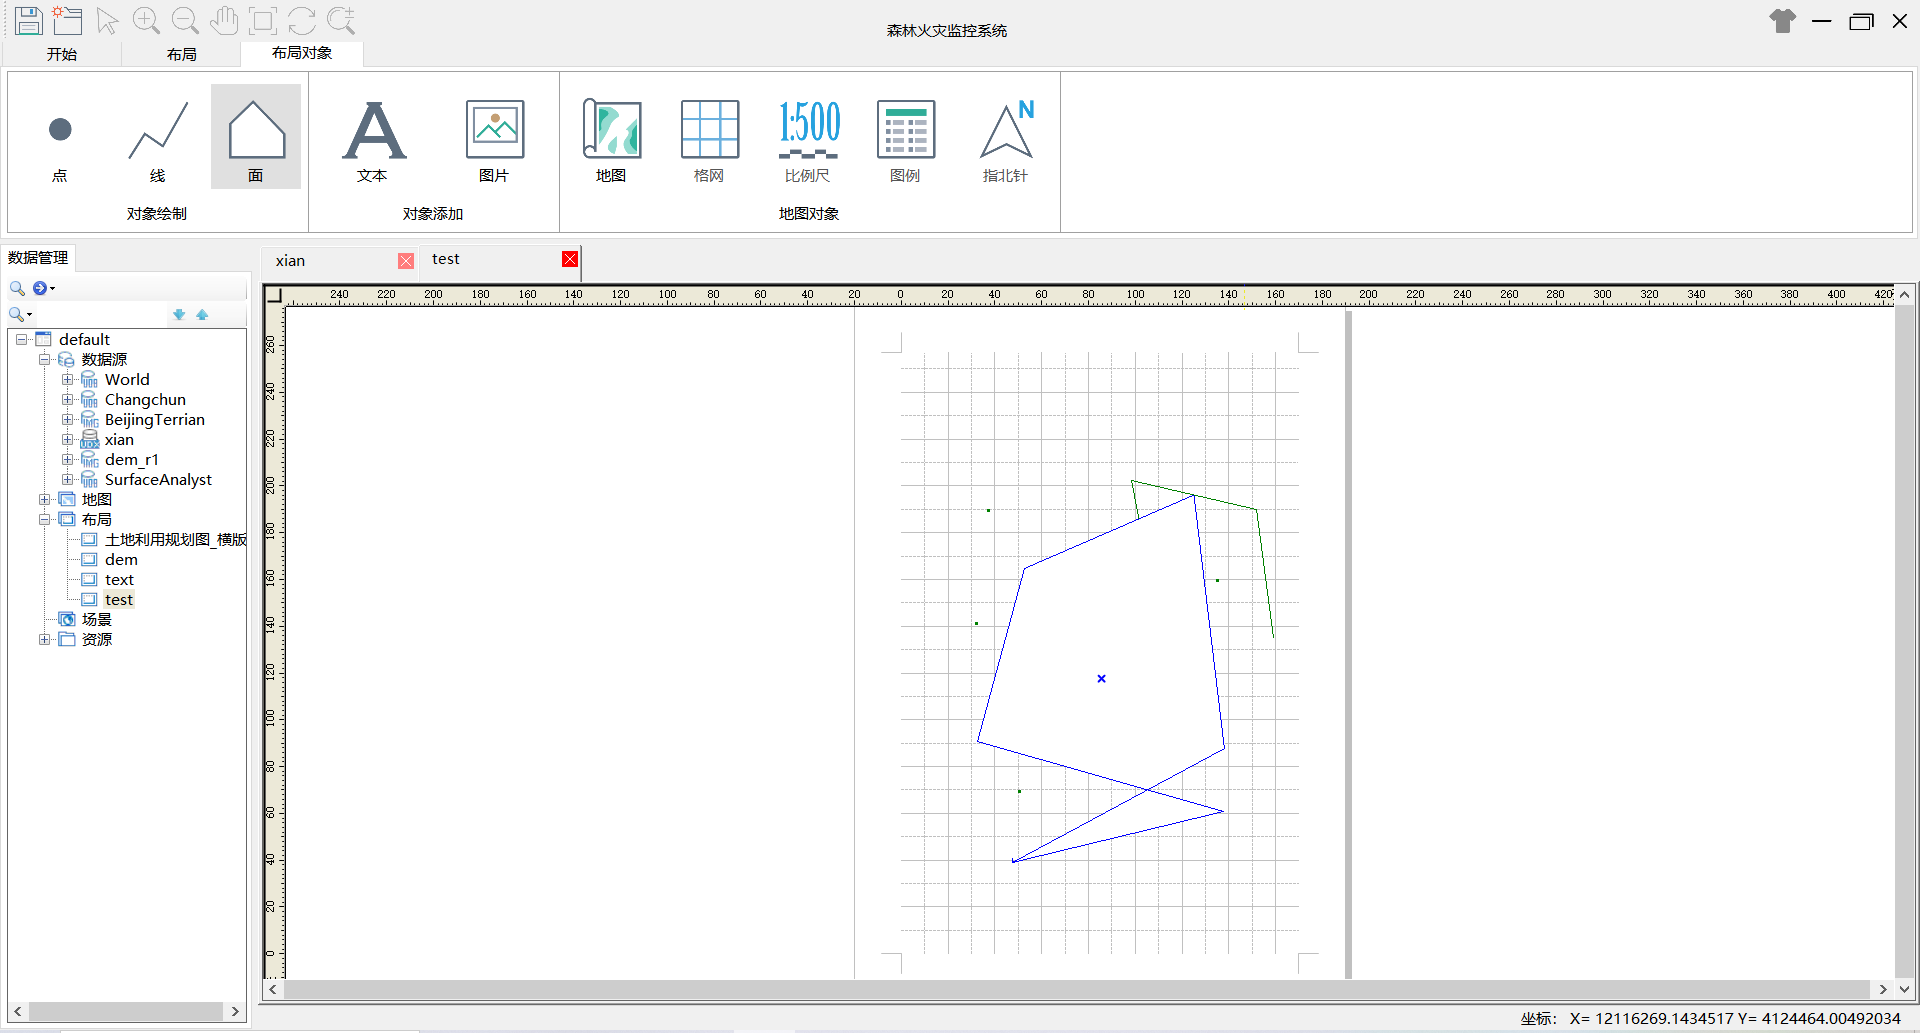 森林火灾监控系统
开始 布局 布局对象
1:500 N
点 线 面 文本 图片 地图 格网 比例尺 图例 指北针
对象绘制 对象添加 地图对象
数据管理
xian test
240 220 200 180 160 140 120 100 80 60 40 20 0 20 40 60 80 100 120 140 160 180 200 220 240 260 280 300 320 340 360 380 400 420
default
数据源
World
Changchun
BeijingTerrian
xian
dem_r1
SurfaceAnalyst
地图
布局
土地利用规划图_横版
dem
text
test
场景
资源
260
240
220
200
180
160
140
120
100
80
60
40
20
0
坐标: X= 12116269.1434517 Y= 4124464.00492034